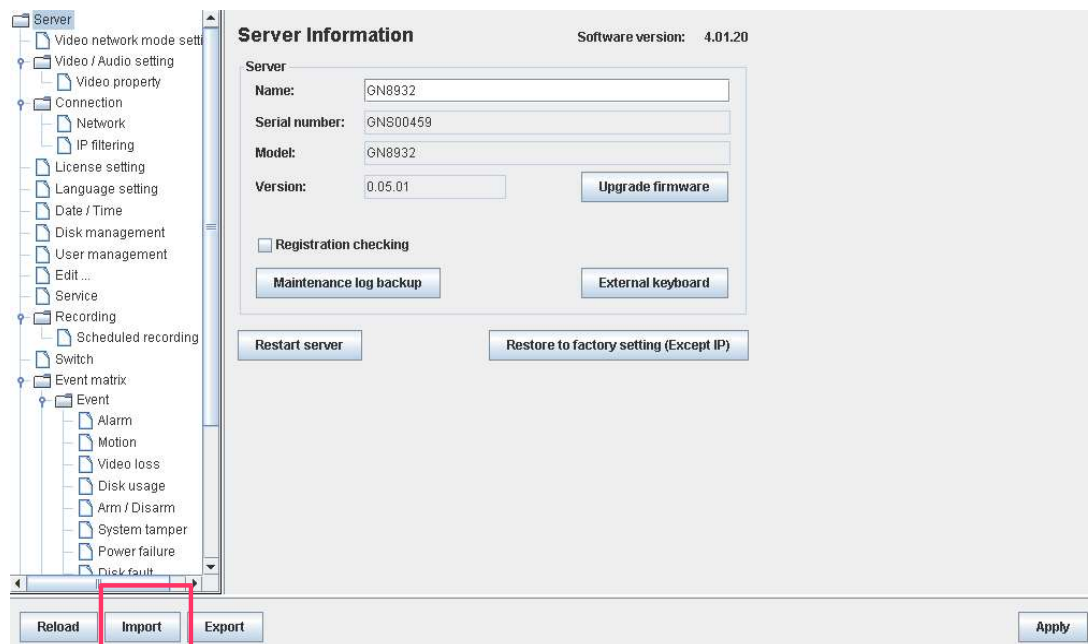 Server
Video network mode setti
Video / Audio setting
Video property
Connection
Network
IP filtering
License setting
Language setting
Date / Time
Disk management
User management
Edit ...
Service
Recording
Scheduled recording
Switch
Event matrix
Event
Alarm
Motion
Video loss
Disk usage
Arm / Disarm
System tamper
Power failure
Disk fault
Server Information
Software version: 4.01.20
Server
Name: GN8932
Serial number: GNS00459
Model: GN8932
Version: 0.05.01
Upgrade firmware
Registration checking
Maintenance log backup
External keyboard
Restart server
Restore to factory setting (Except IP)
Reload
Import
Export
Apply